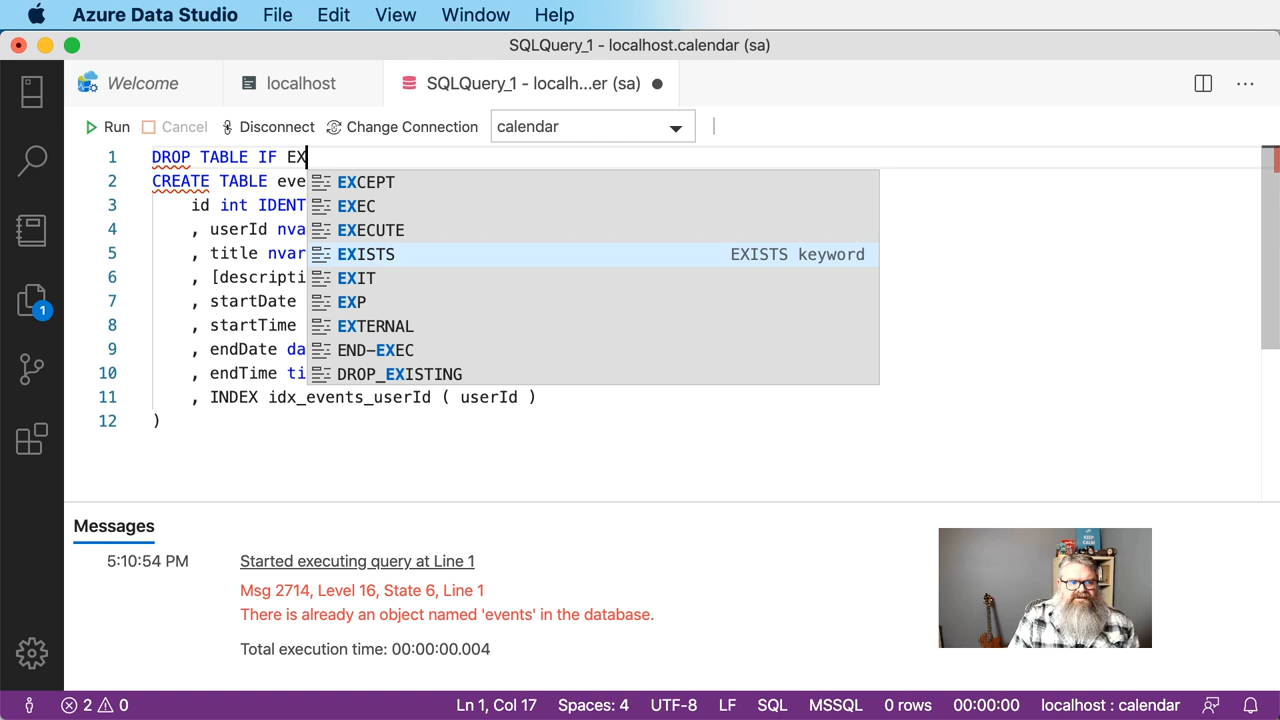 Azure Data Studio File Edit View Window Help
SQLQuery_1 - localhost.calendar (sa)
Welcome localhost SQLQuery_1 - localh...er (sa)
Run Cancel Disconnect Change Connection calendar
1 DROP TABLE IF EX
2 CREATE TABLE eve
3 id int IDENT
4 , userId nva
5 , title nvar
6 , [descripti
7 , startDate
8 , startTime
9 , endDate da
10 , endTime ti
11 , INDEX idx_events_userId ( userId )
12 )
EXCEPT
EXEC
EXECUTE
EXISTS EXISTS keyword
EXIT
EXP
EXTERNAL
END-EXEC
DROP_EXISTING
1
Messages
5:10:54 PM Started executing query at Line 1
Msg 2714, Level 16, State 6, Line 1
There is already an object named 'events' in the database.
Total execution time: 00:00:00.004
KEEP
CALM
2 0 Ln 1, Col 17 Spaces: 4 UTF-8 LF SQL MSSQL 0 rows 00:00:00 localhost : calendar